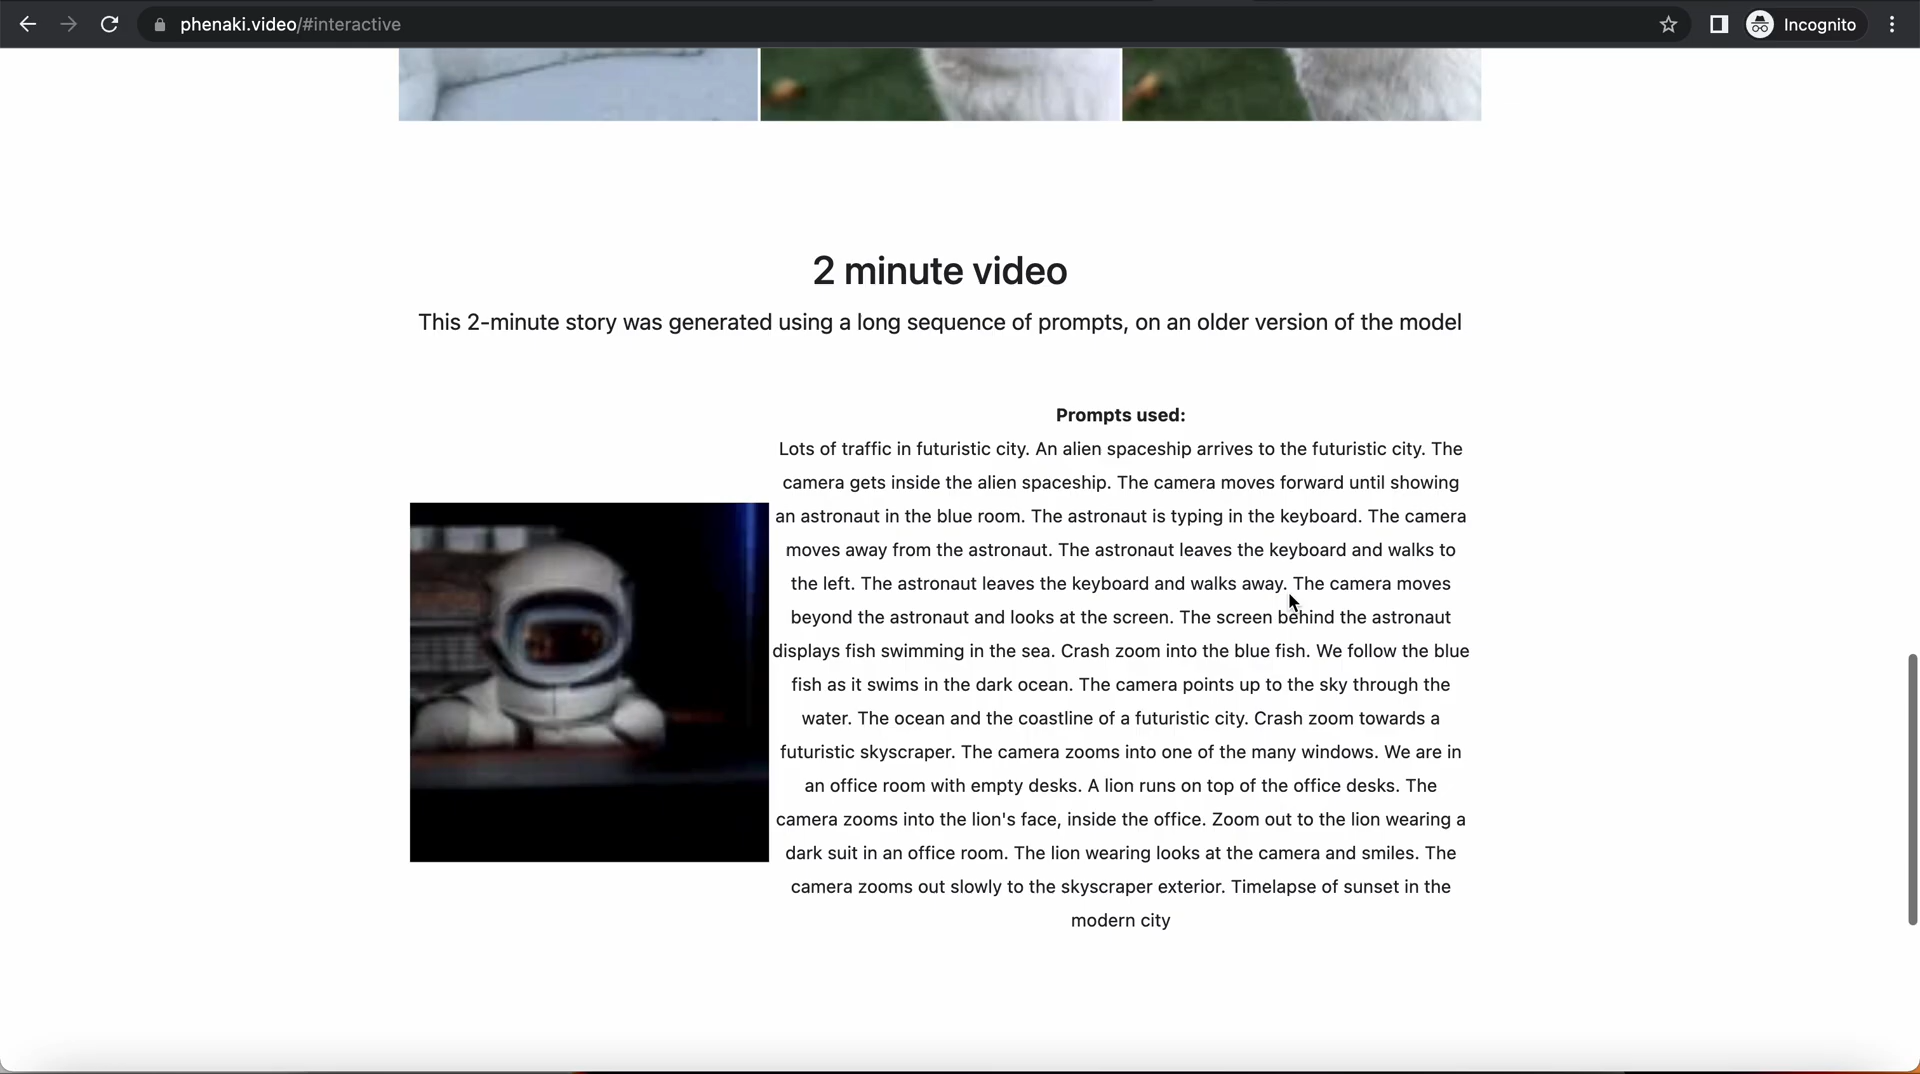 phenaki.video/#interactive
Incognito
2 minute video
This 2-minute story was generated using a long sequence of prompts, on an older version of the model
Prompts used:
Lots of traffic in futuristic city. An alien spaceship arrives to the futuristic city. The
camera gets inside the alien spaceship. The camera moves forward until showing
an astronaut in the blue room. The astronaut is typing in the keyboard. The camera
moves away from the astronaut. The astronaut leaves the keyboard and walks to
the left. The astronaut leaves the keyboard and walks away. The camera moves
beyond the astronaut and looks at the screen. The screen behind the astronaut
displays fish swimming in the sea. Crash zoom into the blue fish. We follow the blue
fish as it swims in the dark ocean. The camera points up to the sky through the
water. The ocean and the coastline of a futuristic city. Crash zoom towards a
futuristic skyscraper. The camera zooms into one of the many windows. We are in
an office room with empty desks. A lion runs on top of the office desks. The
camera zooms into the lion's face, inside the office. Zoom out to the lion wearing a
dark suit in an office room. The lion wearing looks at the camera and smiles. The
camera zooms out slowly to the skyscraper exterior. Timelapse of sunset in the
modern city